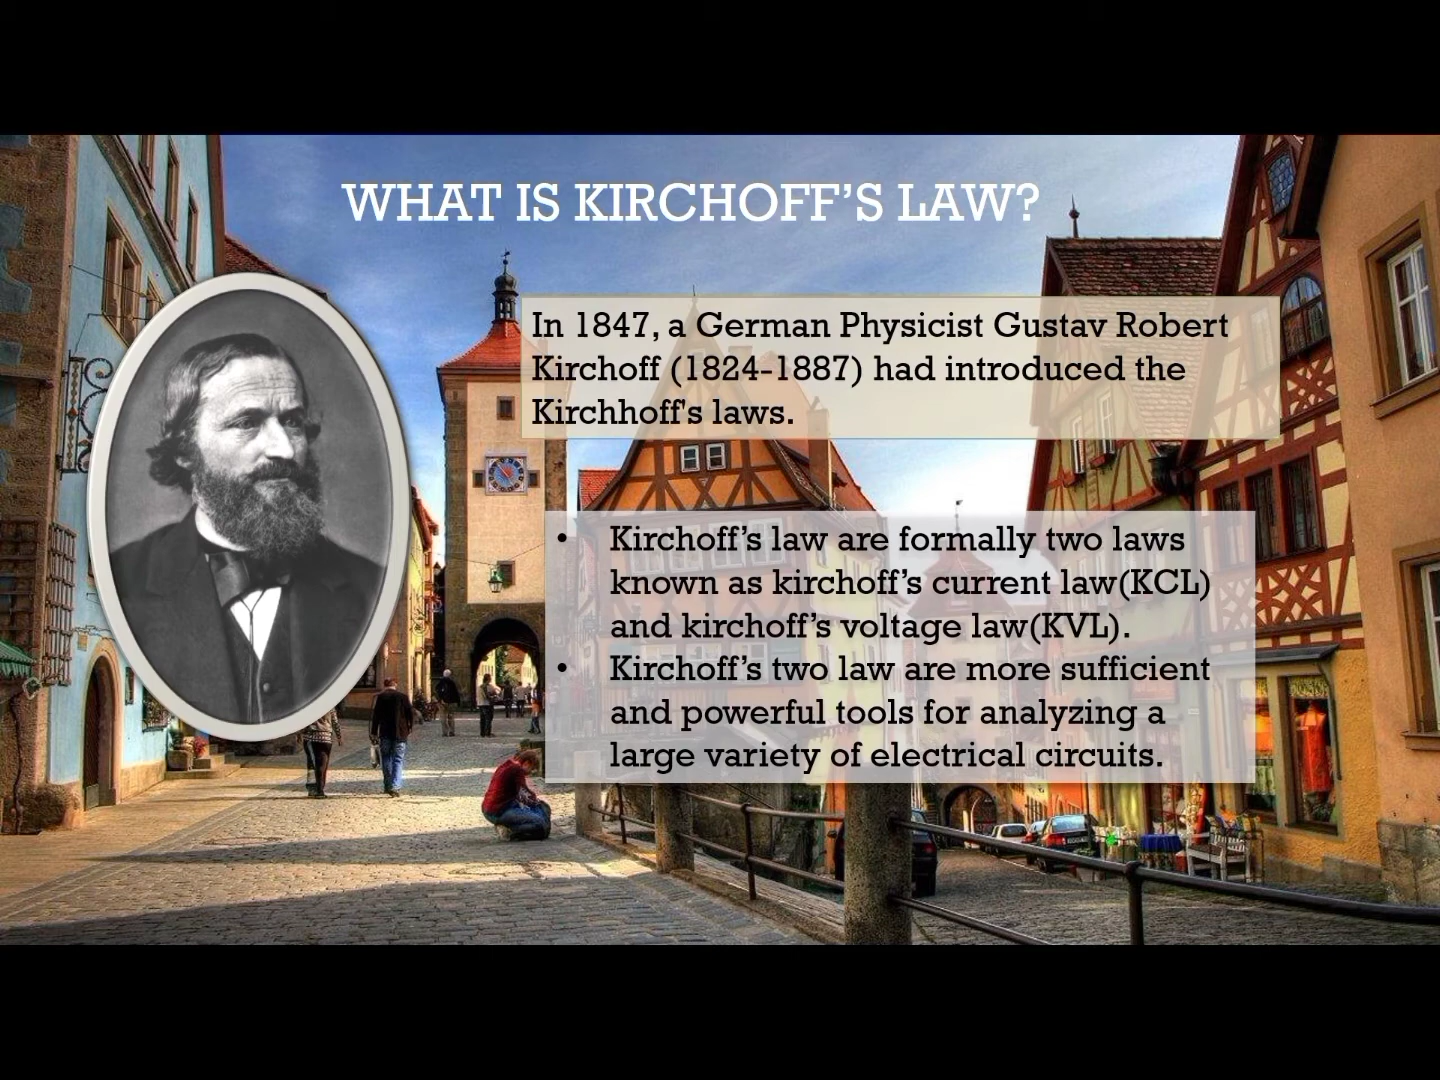 WHAT IS KIRCHOFF’S LAW?
In 1847, a German Physicist Gustav Robert
Kirchoff (1824-1887) had introduced the
Kirchhoff's laws.
• Kirchoff’s law are formally two laws
known as kirchoff’s current law(KCL)
and kirchoff’s voltage law(KVL).
• Kirchoff’s two law are more sufficient
and powerful tools for analyzing a
large variety of electrical circuits.